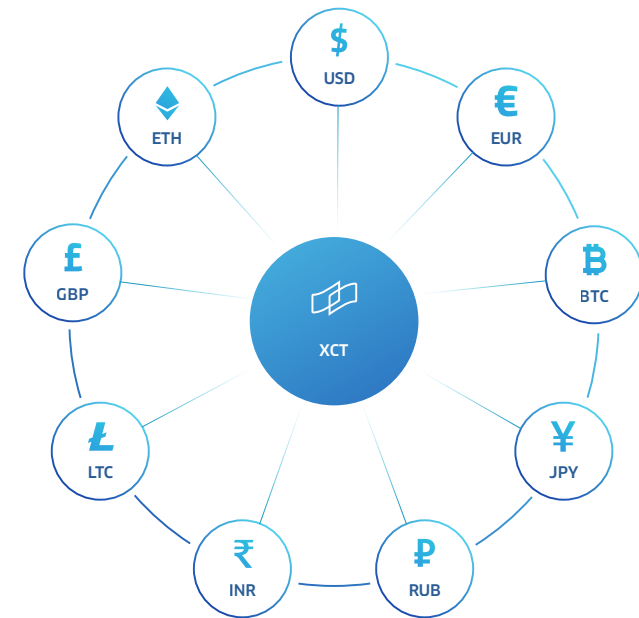 $
USD
€
EUR
ETH
£
GBP
₿
BTC
XCT
Ł
LTC
¥
JPY
₹
INR
₽
RUB